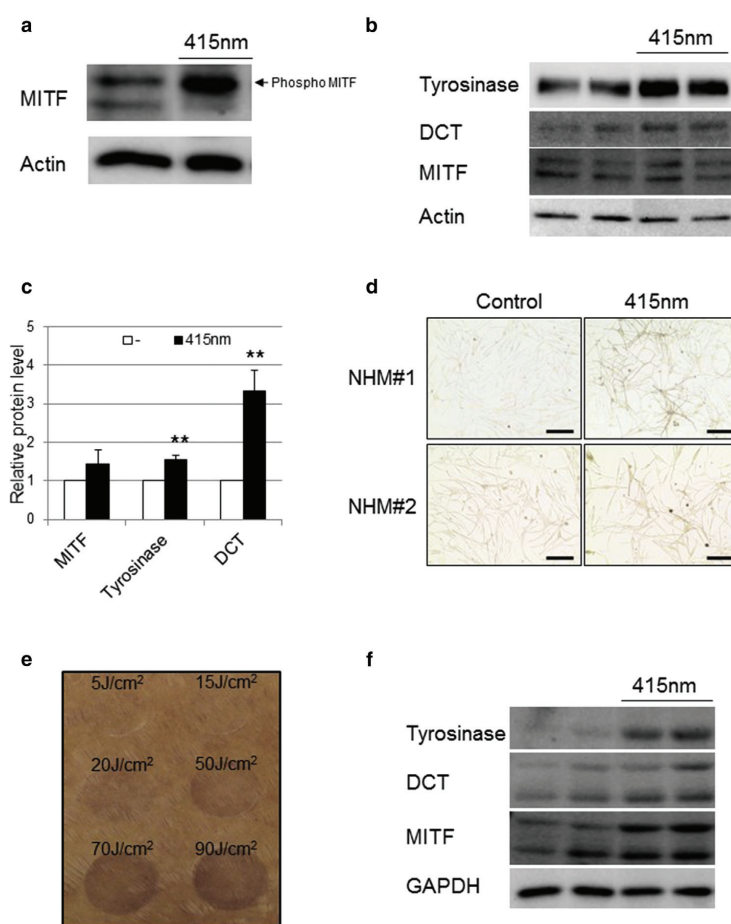 a
415nm
MITF
Phospho MITF
Actin
b
415nm
Tyrosinase
DCT
MITF
Actin
c
Relative protein level
5
4
3
2
1
0
-
415nm
**
**
MITF
Tyrosinase
DCT
d
Control
415nm
NHM#1
NHM#2
e
5J/cm²
15J/cm²
20J/cm²
50J/cm²
70J/cm²
90J/cm²
f
415nm
Tyrosinase
DCT
MITF
GAPDH